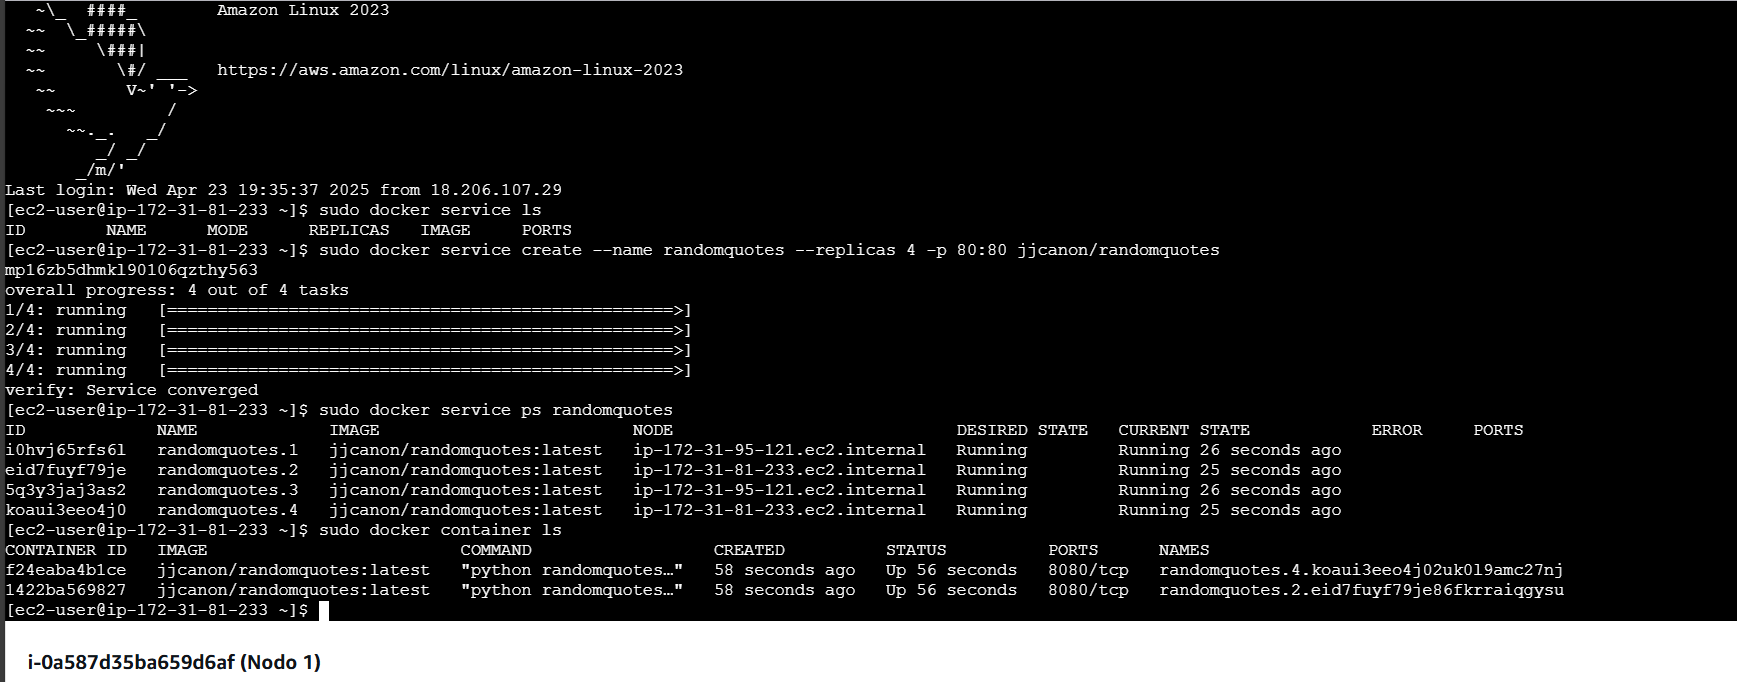 ~\_  ####_        Amazon Linux 2023
  ~~  \_#####\
  ~~     \###|
  ~~       \#/ ___   https://aws.amazon.com/linux/amazon-linux-2023
   ~~       V~' '->
    ~~~         /
      ~~._.   _/
         _/ _/
       _/m/'
Last login: Wed Apr 23 19:35:37 2025 from 18.206.107.29
[ec2-user@ip-172-31-81-233 ~]$ sudo docker service ls
ID        NAME      MODE      REPLICAS   IMAGE     PORTS
[ec2-user@ip-172-31-81-233 ~]$ sudo docker service create --name randomquotes --replicas 4 -p 80:80 jjcanon/randomquotes
mp16zb5dhmkl90106qzthy563
overall progress: 4 out of 4 tasks
1/4: running   [==================================================>]
2/4: running   [==================================================>]
3/4: running   [==================================================>]
4/4: running   [==================================================>]
verify: Service converged
[ec2-user@ip-172-31-81-233 ~]$ sudo docker service ps randomquotes
ID             NAME             IMAGE                         NODE                            DESIRED STATE   CURRENT STATE            ERROR     PORTS
i0hvj65rfs6l   randomquotes.1   jjcanon/randomquotes:latest   ip-172-31-95-121.ec2.internal   Running         Running 26 seconds ago
eid7fuyf79je   randomquotes.2   jjcanon/randomquotes:latest   ip-172-31-81-233.ec2.internal   Running         Running 25 seconds ago
5q3y3jaj3as2   randomquotes.3   jjcanon/randomquotes:latest   ip-172-31-95-121.ec2.internal   Running         Running 26 seconds ago
koaui3eeo4j0   randomquotes.4   jjcanon/randomquotes:latest   ip-172-31-81-233.ec2.internal   Running         Running 25 seconds ago
[ec2-user@ip-172-31-81-233 ~]$ sudo docker container ls
CONTAINER ID   IMAGE                         COMMAND                  CREATED          STATUS          PORTS      NAMES
f24eaba4b1ce   jjcanon/randomquotes:latest   "python randomquotes…"   58 seconds ago   Up 56 seconds   8080/tcp   randomquotes.4.koaui3eeo4j02uk0l9amc27nj
1422ba569827   jjcanon/randomquotes:latest   "python randomquotes…"   58 seconds ago   Up 56 seconds   8080/tcp   randomquotes.2.eid7fuyf79je86fkrraiqgysu
[ec2-user@ip-172-31-81-233 ~]$
i-0a587d35ba659d6af (Nodo 1)